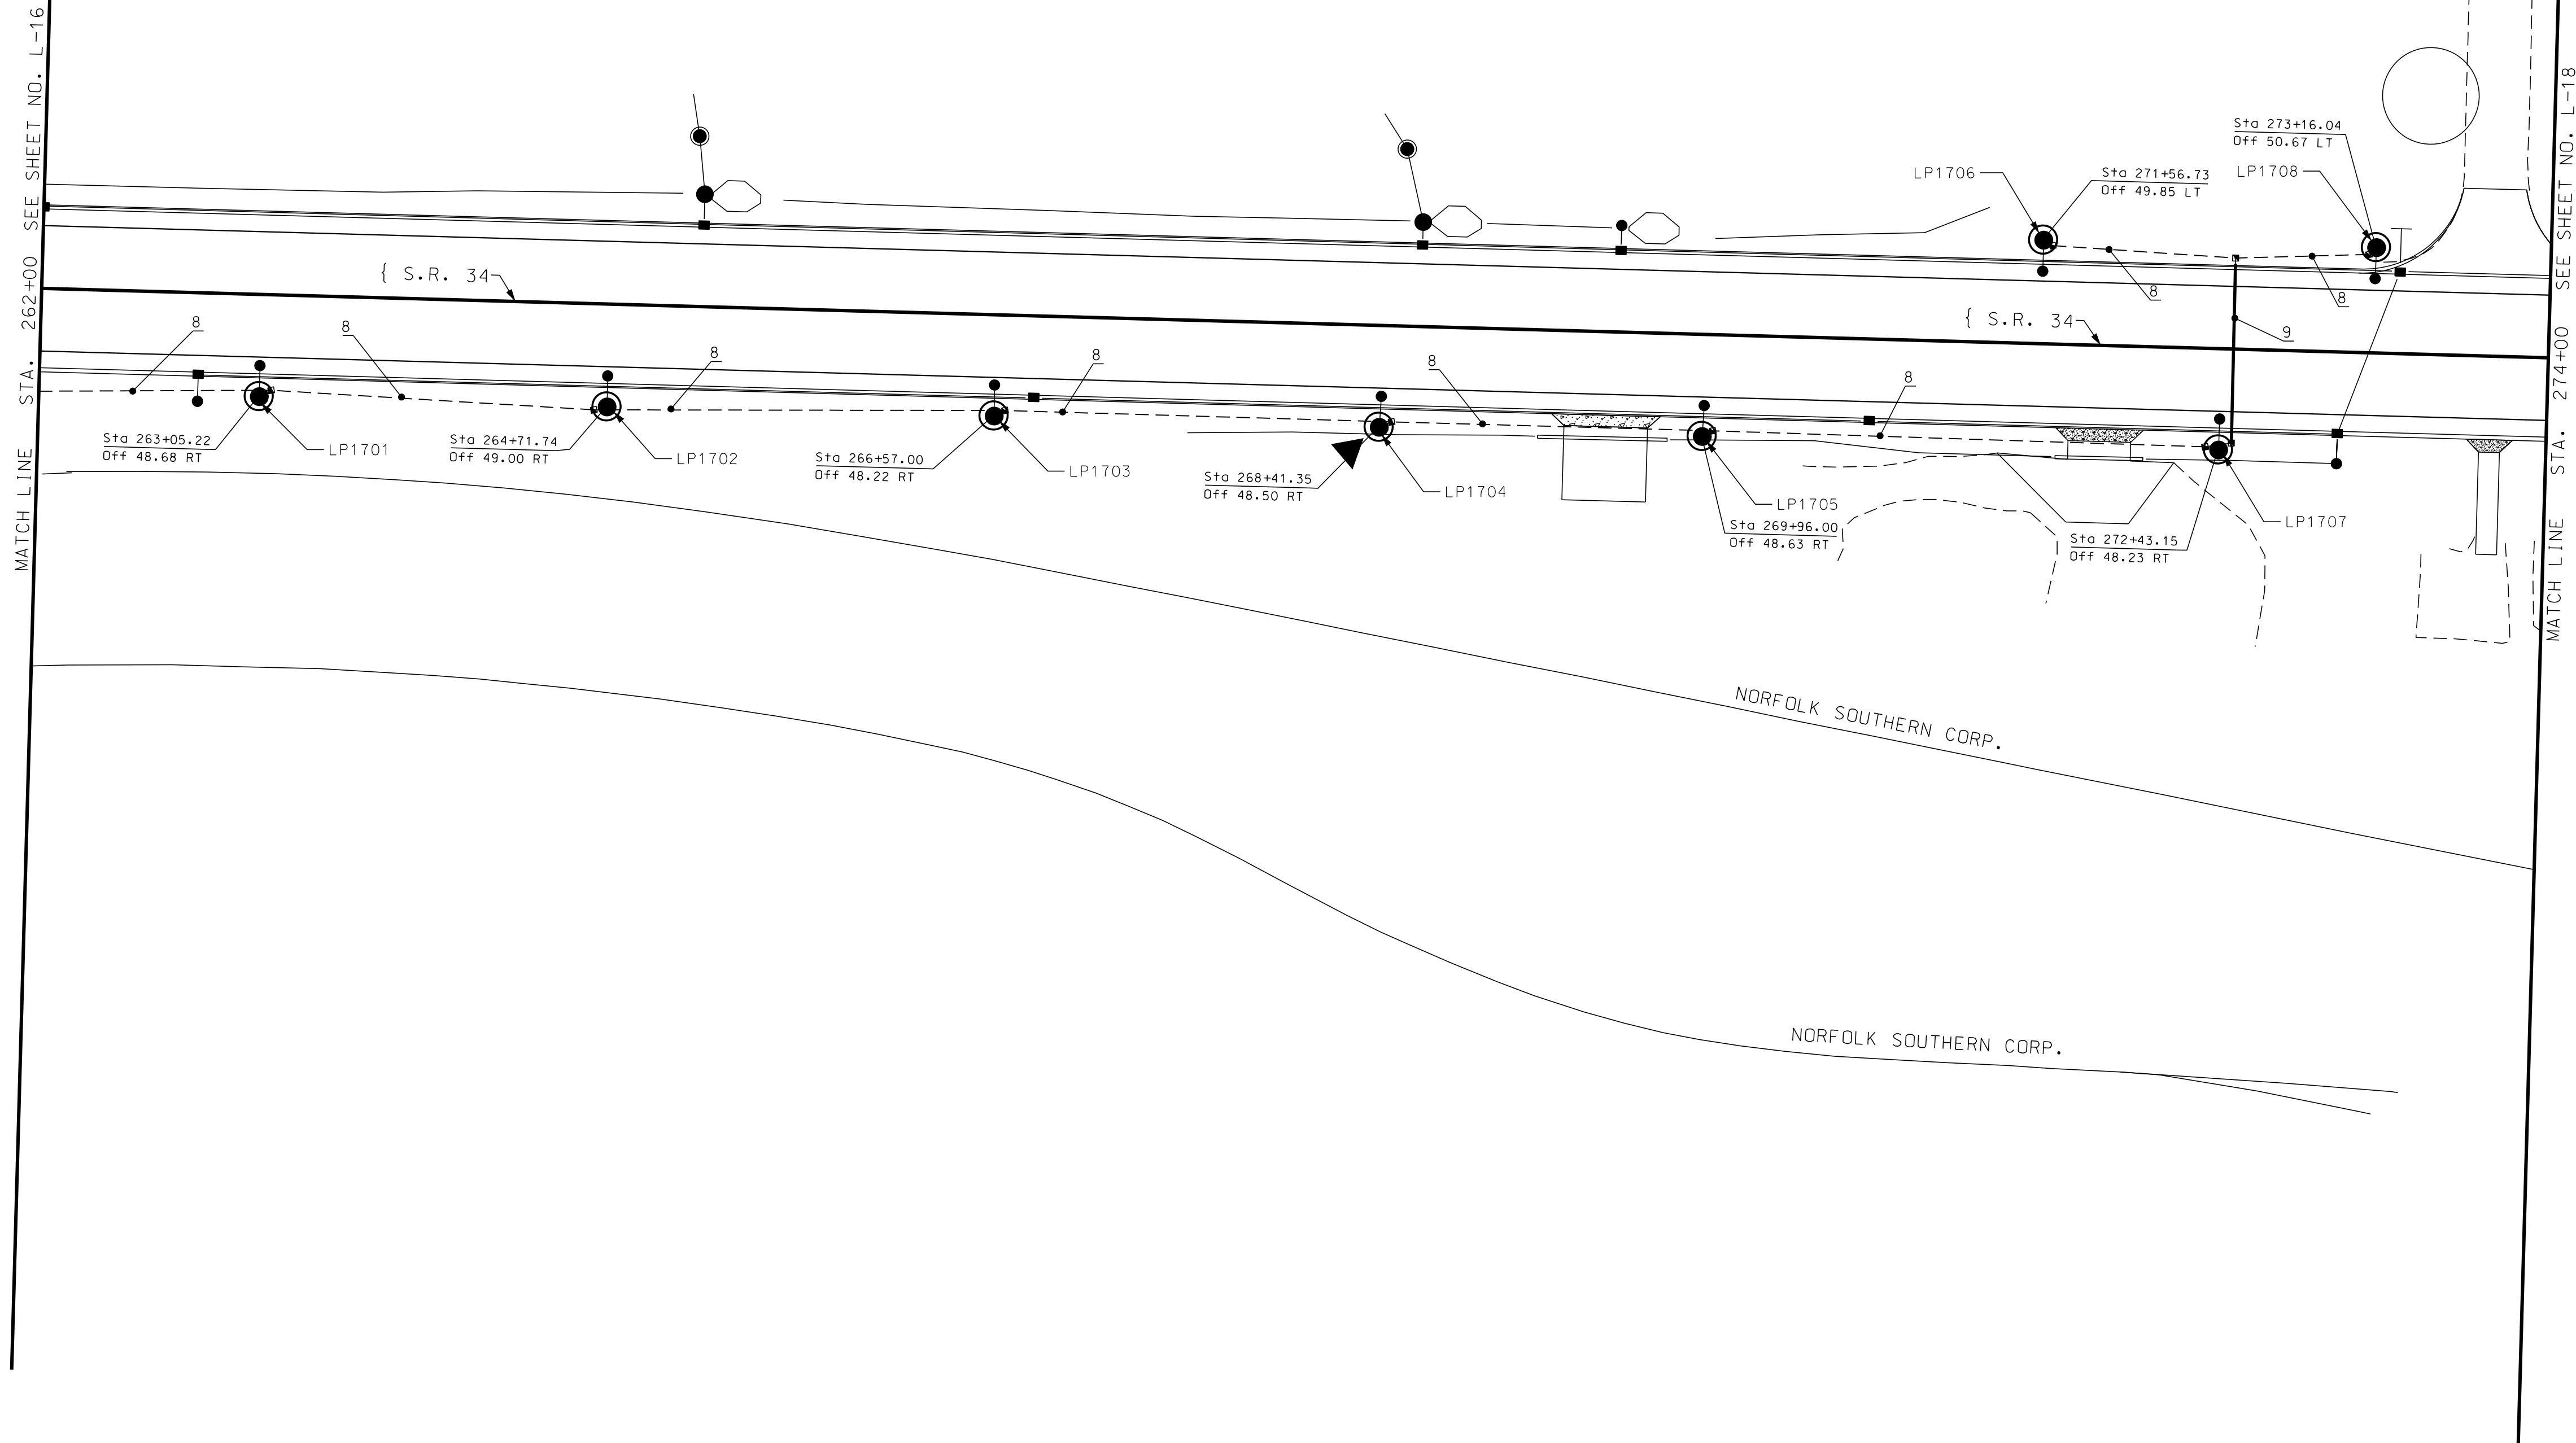 MATCH LINE STA. 262+00 SEE SHEET NO. L-16
MATCH LINE STA. 274+00 SEE SHEET NO. L-18
Sta 273+16.04
Off 50.67 LT
LP1706
Sta 271+56.73
Off 49.85 LT
LP1708
{ S.R. 34
8
8
{ S.R. 34
9
8
8
8
8
8
8
Sta 263+05.22
Off 48.68 RT
LP1701
Sta 264+71.74
Off 49.00 RT
LP1702
Sta 266+57.00
Off 48.22 RT
LP1703
Sta 268+41.35
Off 48.50 RT
LP1704
LP1705
Sta 269+96.00
Off 48.63 RT
Sta 272+43.15
Off 48.23 RT
LP1707
NORFOLK SOUTHERN CORP.
NORFOLK SOUTHERN CORP.